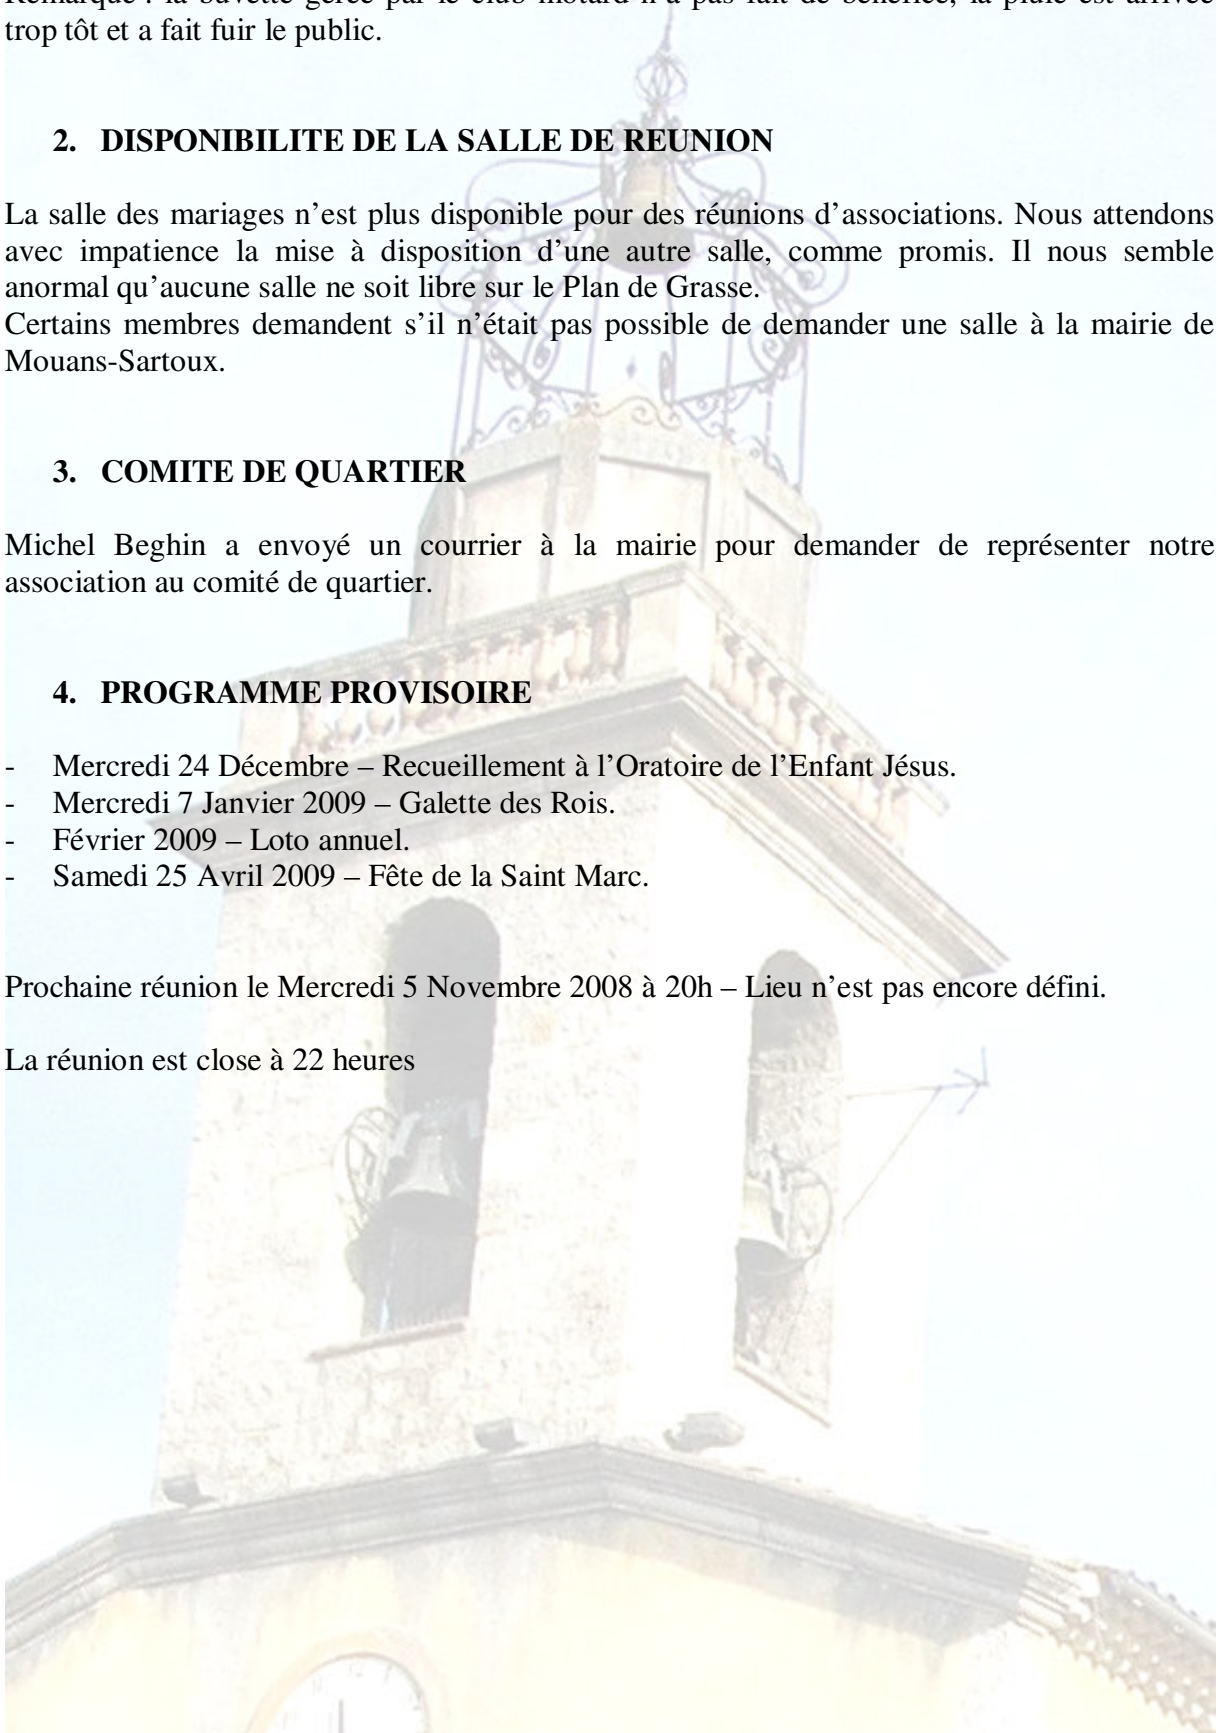 Remarque : la buvette gérée par le club motard n'a pas fait de bénéfice, la pluie est arrivée
trop tôt et a fait fuir le public.
2. DISPONIBILITE DE LA SALLE DE REUNION
La salle des mariages n'est plus disponible pour des réunions d'associations. Nous attendons
avec impatience la mise à disposition d'une autre salle, comme promis. Il nous semble
anormal qu'aucune salle ne soit libre sur le Plan de Grasse.
Certains membres demandent s'il n'était pas possible de demander une salle à la mairie de
Mouans-Sartoux.
3. COMITE DE QUARTIER
Michel Beghin a envoyé un courrier à la mairie pour demander de représenter notre
association au comité de quartier.
4. PROGRAMME PROVISOIRE
- Mercredi 24 Décembre – Recueillement à l'Oratoire de l'Enfant Jésus.
- Mercredi 7 Janvier 2009 – Galette des Rois.
- Février 2009 – Loto annuel.
- Samedi 25 Avril 2009 – Fête de la Saint Marc.
Prochaine réunion le Mercredi 5 Novembre 2008 à 20h – Lieu n'est pas encore défini.
La réunion est close à 22 heures